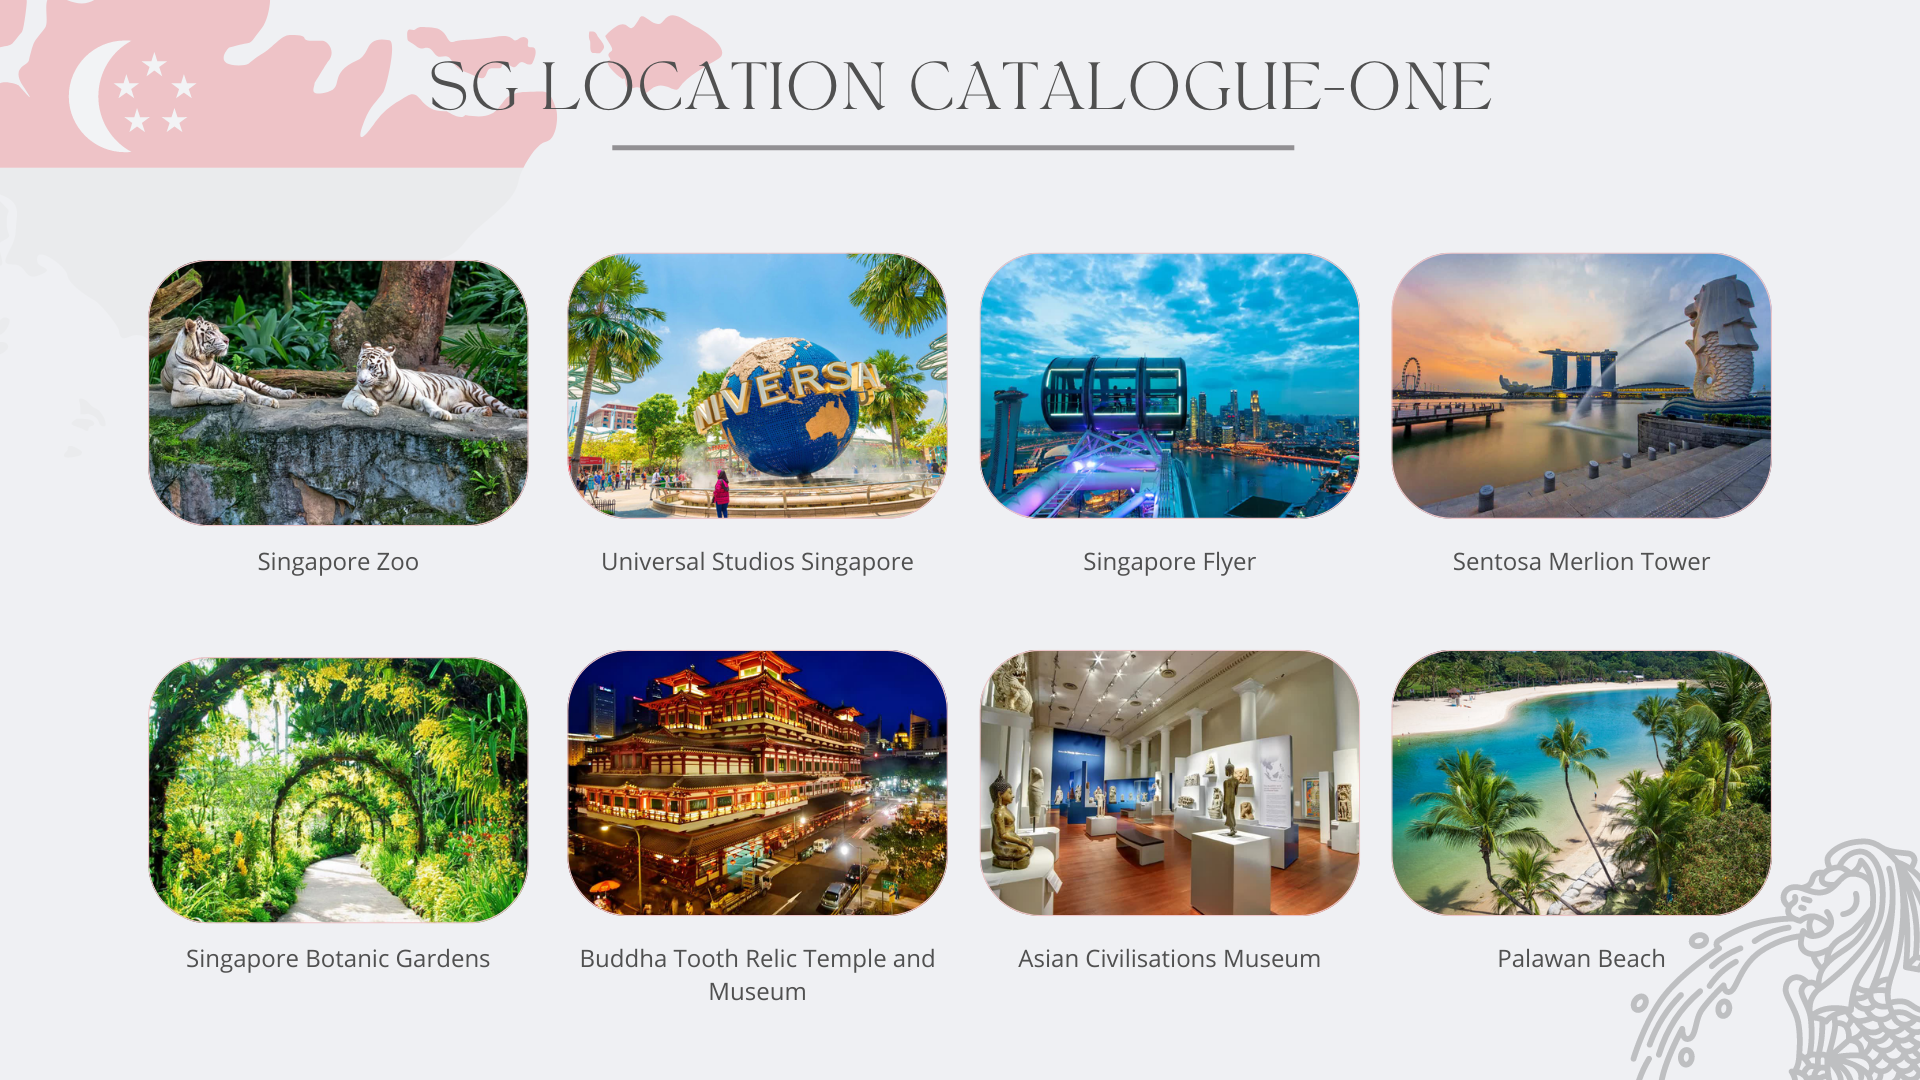 SG LOCATION CATALOGUE-ONE
NIVERSAL
Singapore Zoo
Universal Studios Singapore
Singapore Flyer
Sentosa Merlion Tower
Singapore Botanic Gardens
Buddha Tooth Relic Temple and
Museum
Asian Civilisations Museum
Palawan Beach